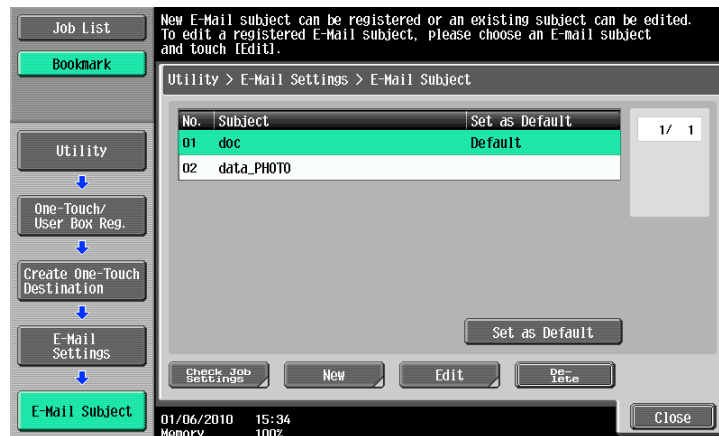 Job List
Bookmark
New E-Mail subject can be registered or an existing subject can be edited.
To edit a registered E-Mail subject, please choose an E-mail subject
and touch [Edit].
Utility > E-Mail Settings > E-Mail Subject
No. Subject Set as Default
01 doc Default
02 data_PHOTO
1/ 1
Utility
One-Touch/
User Box Reg.
Create One-Touch
Destination
E-Mail
Settings
E-Mail Subject
Set as Default
Check Job
Settings
New
Edit
De-
lete
01/06/2010 15:34
Memory 100%
Close